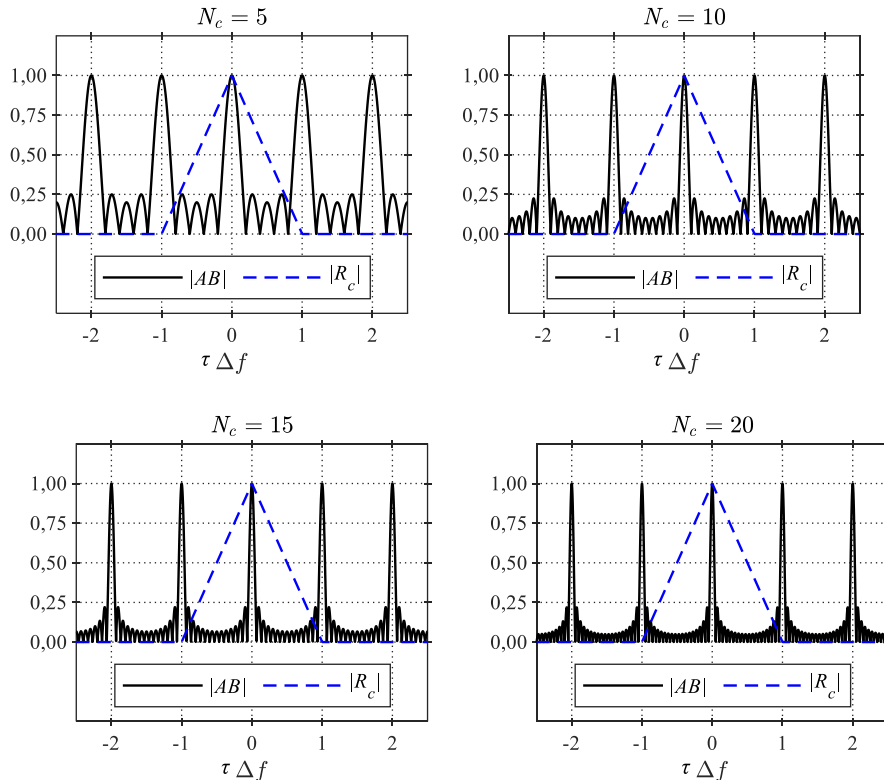 N_c = 5
1,00
0,75
0,50
0,25
0,00
|AB| |R_c|
-2 -1 0 1 2
τ Δf
N_c = 10
1,00
0,75
0,50
0,25
0,00
|AB| |R_c|
-2 -1 0 1 2
τ Δf
N_c = 15
1,00
0,75
0,50
0,25
0,00
|AB| |R_c|
-2 -1 0 1 2
τ Δf
N_c = 20
1,00
0,75
0,50
0,25
0,00
|AB| |R_c|
-2 -1 0 1 2
τ Δf